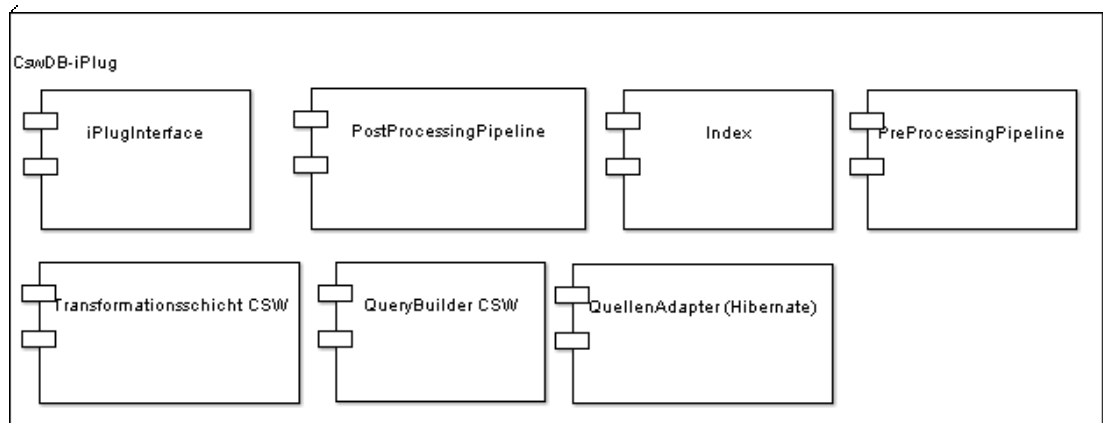 CswDB-iPlug
iPlugInterface
PostProcessingPipeline
Index
PreProcessingPipeline
Transformationsschicht CSW
QueryBuilder CSW
QuellenAdapter (Hibernate)